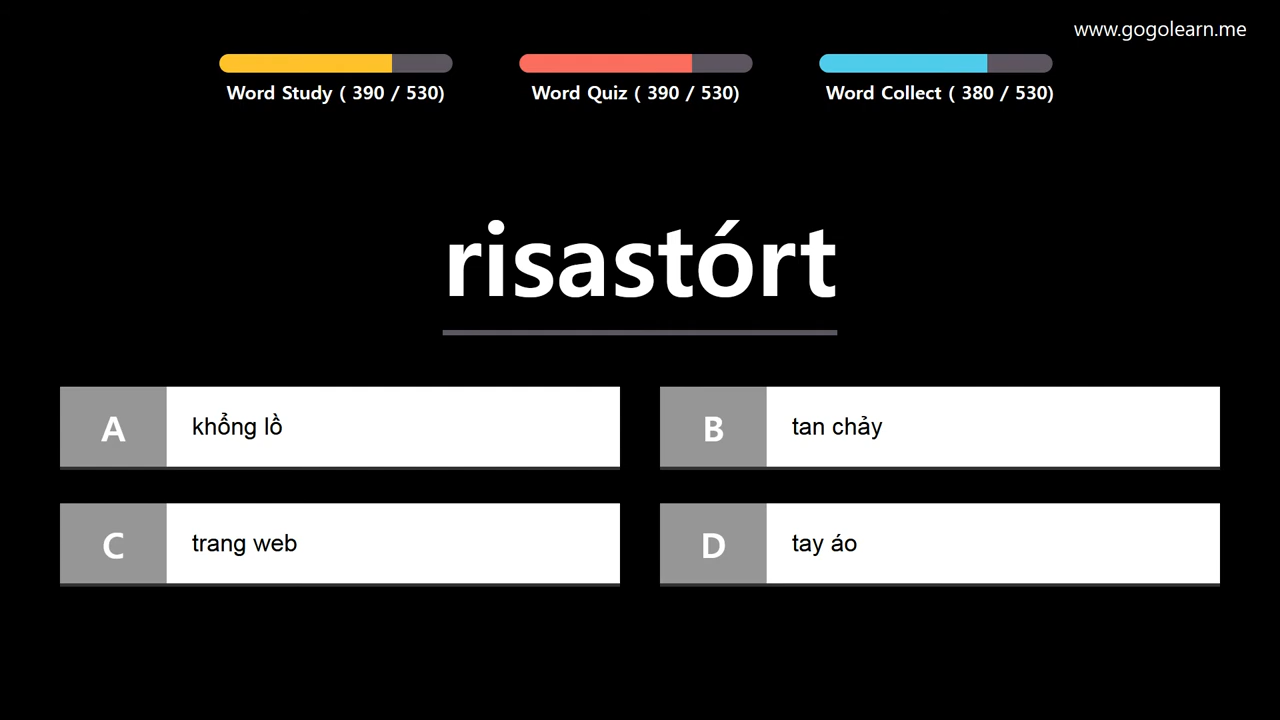 www.gogolearn.me
Word Study ( 390 / 530)
Word Quiz ( 390 / 530)
Word Collect ( 380 / 530)
risastórt
A khổng lồ
B tan chảy
C trang web
D tay áo